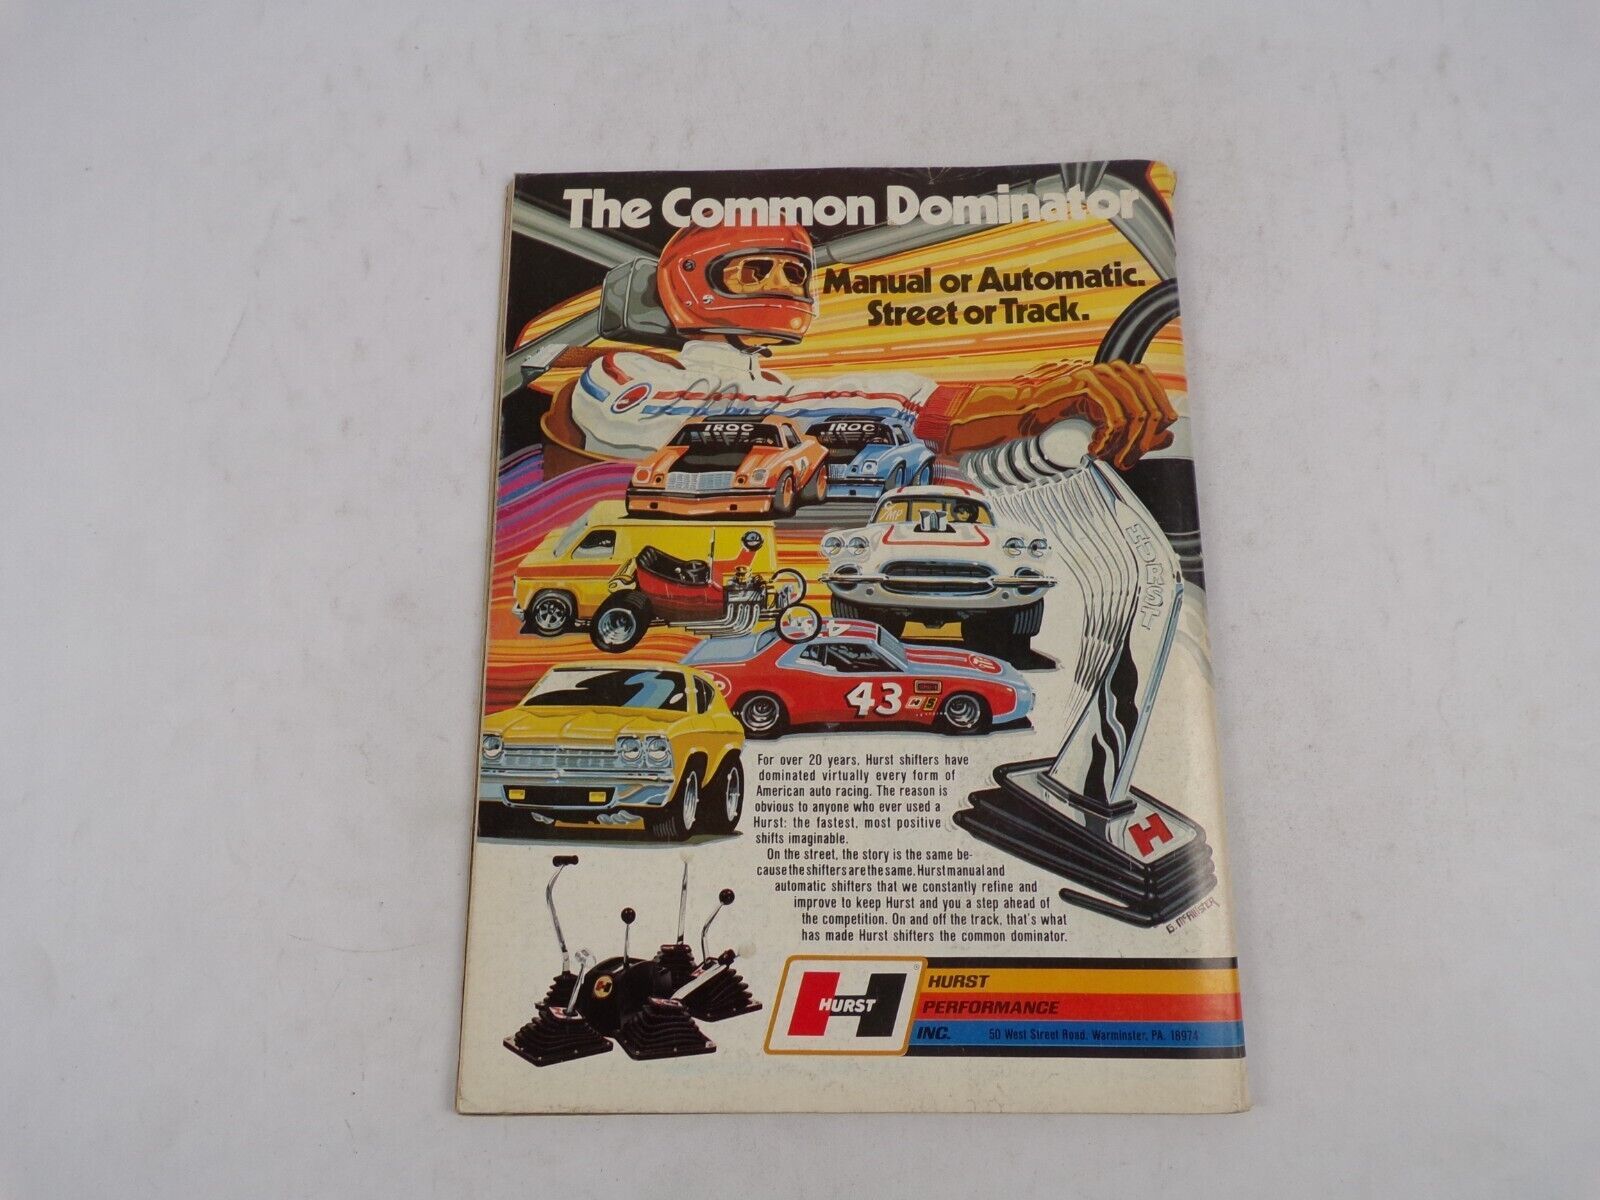 The Common Dominator
Manual or Automatic.
Street or Track.
IROC
IROC
MP
HURST
43
43
For over 20 years, Hurst shifters have
dominated virtually every form of
American auto racing. The reason is
obvious to anyone who ever used a
Hurst: the fastest, most positive
shifts imaginable.
On the street, the story is the same be-
cause the shifters are the same. Hurst manual and
automatic shifters that we constantly refine and
improve to keep Hurst and you a step ahead of
the competition. On and off the track, that's what
has made Hurst shifters the common dominator.
H
B. McALLISTER
H
HURST
®
HURST
PERFORMANCE
INC. 50 West Street Road, Warminster, PA. 18974